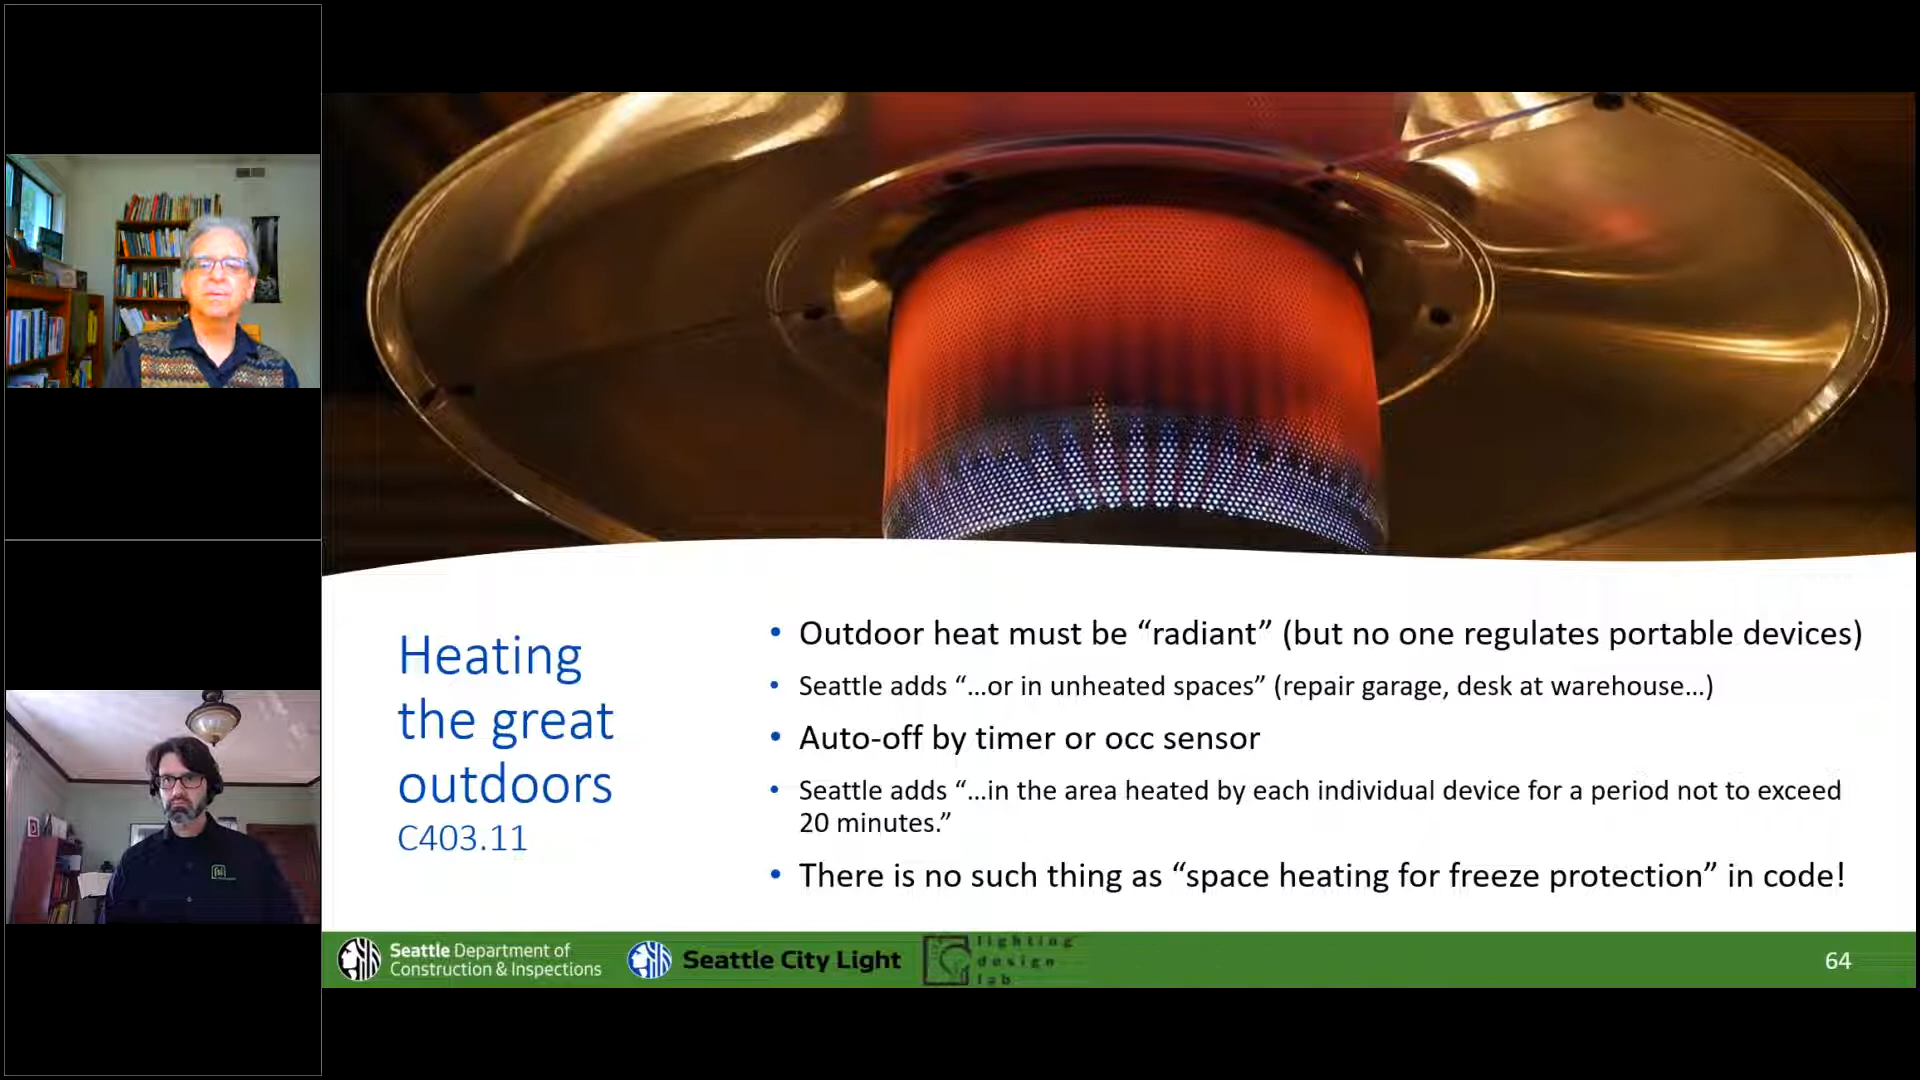 Heating
the great
outdoors
C403.11
• Outdoor heat must be “radiant” (but no one regulates portable devices)
• Seattle adds “…or in unheated spaces” (repair garage, desk at warehouse…)
• Auto-off by timer or occ sensor
• Seattle adds “…in the area heated by each individual device for a period not to exceed
20 minutes.”
• There is no such thing as “space heating for freeze protection” in code!
Seattle Department of
Construction & Inspections
Seattle City Light
lighting
design
lab
64